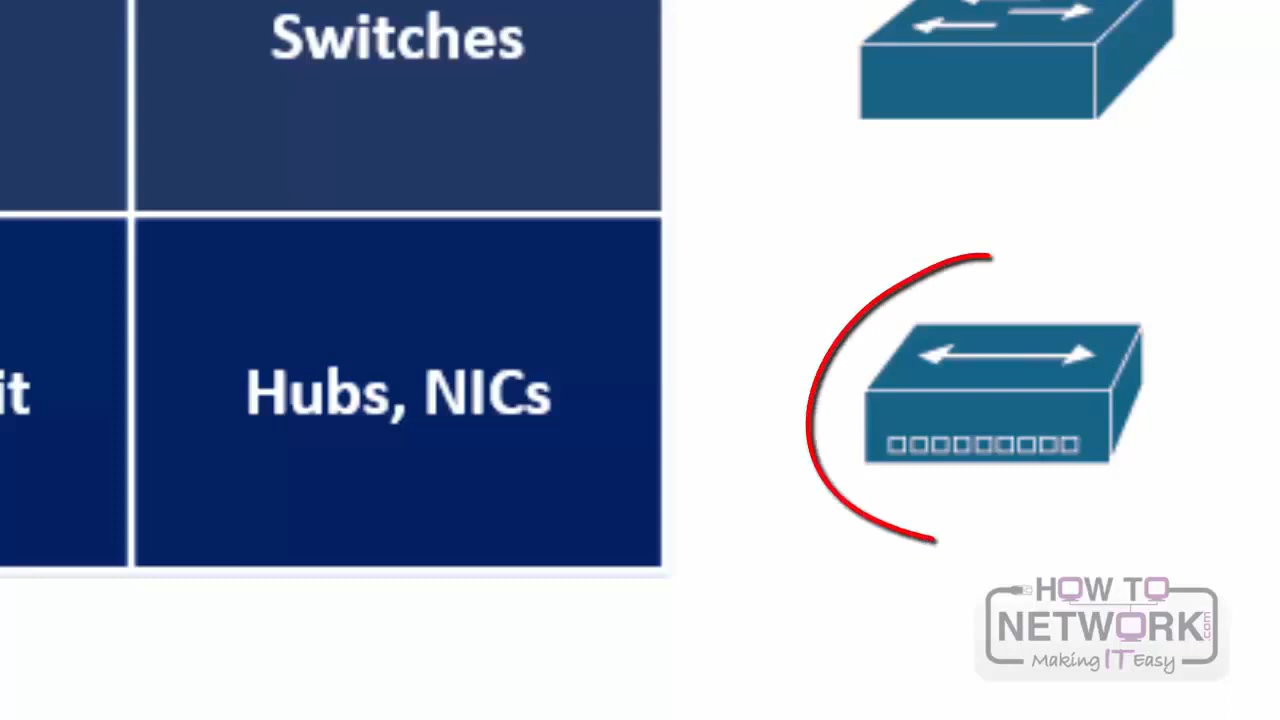 Switches
it
Hubs, NICs
HOW TO
NETWORK.com
Making IT Easy